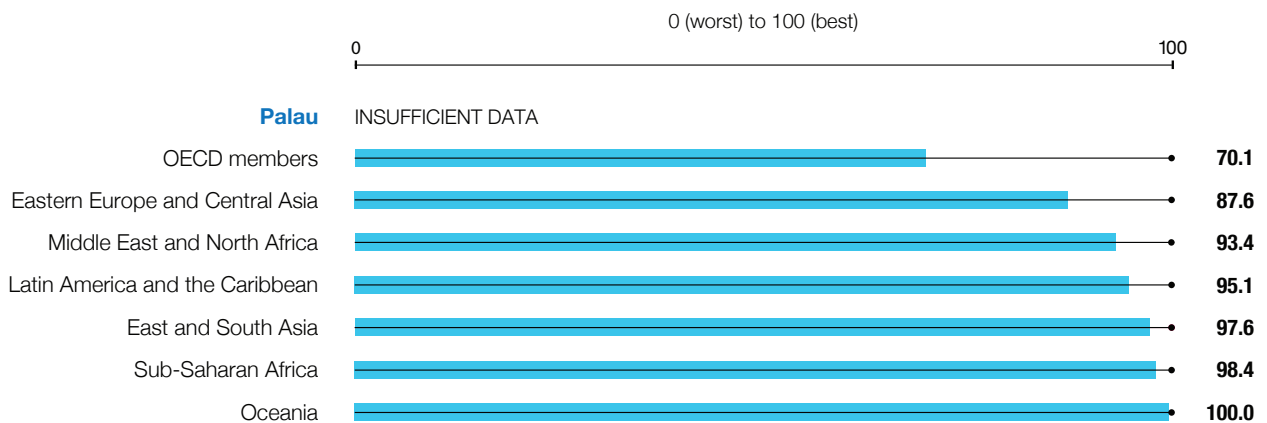 0 (worst) to 100 (best)
0 100
Palau INSUFFICIENT DATA
OECD members 70.1
Eastern Europe and Central Asia 87.6
Middle East and North Africa 93.4
Latin America and the Caribbean 95.1
East and South Asia 97.6
Sub-Saharan Africa 98.4
Oceania 100.0